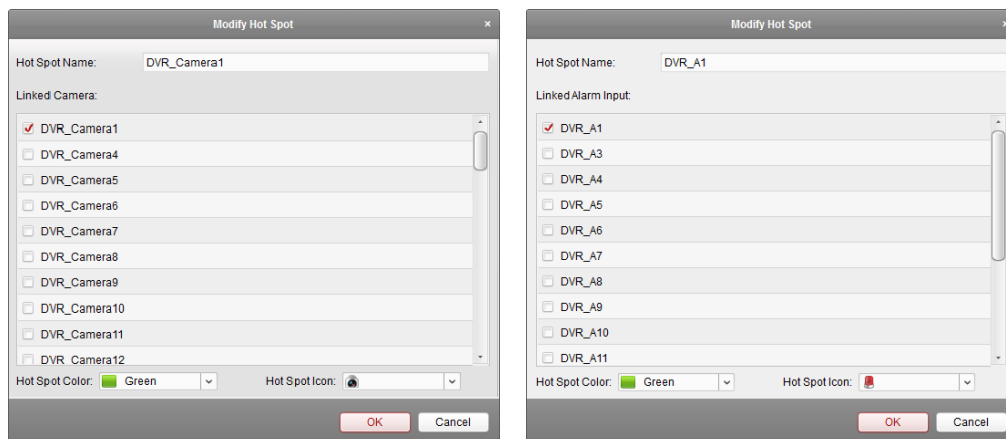 Modify Hot Spot ×
Hot Spot Name: DVR_Camera1
Linked Camera:
DVR_Camera1
DVR_Camera4
DVR_Camera5
DVR_Camera6
DVR_Camera7
DVR_Camera8
DVR_Camera9
DVR_Camera10
DVR_Camera11
DVR_Camera12
Hot Spot Color: Green Hot Spot Icon:
OK Cancel
Modify Hot Spot ×
Hot Spot Name: DVR_A1
Linked Alarm Input:
DVR_A1
DVR_A3
DVR_A4
DVR_A5
DVR_A6
DVR_A7
DVR_A8
DVR_A9
DVR_A10
DVR_A11
Hot Spot Color: Green Hot Spot Icon:
OK Cancel